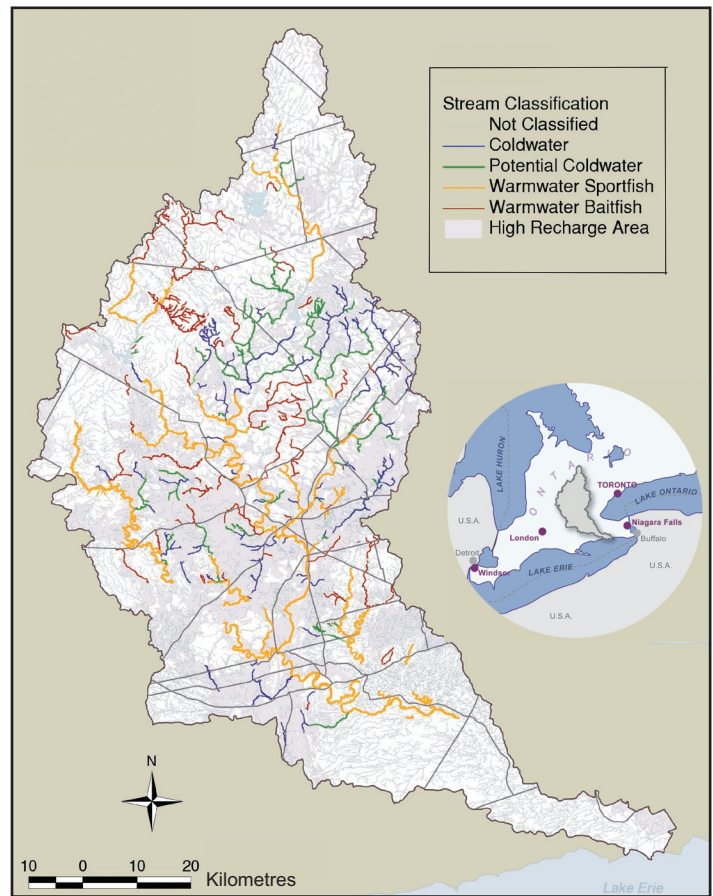 Stream Classification
Not Classified
Coldwater
Potential Coldwater
Warmwater Sportfish
Warmwater Baitfish
High Recharge Area
ONTARIO
LAKE HURON
TORONTO
LAKE ONTARIO
U.S.A.
Niagara Falls
London
Buffalo
Detroit
LAKE ERIE
Windsor
U.S.A.
U.S.A.
N
10 0 10 20
Kilometres
Lake Erie